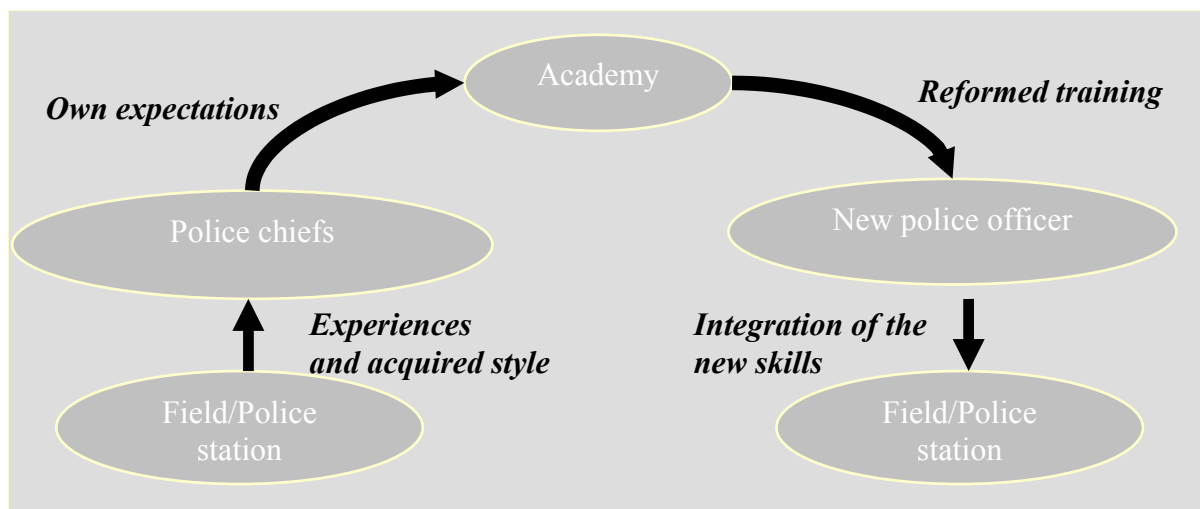 Academy
Own expectations
Reformed training
Police chiefs
New police officer
Experiences
and acquired style
Integration of the
new skills
Field/Police
station
Field/Police
station